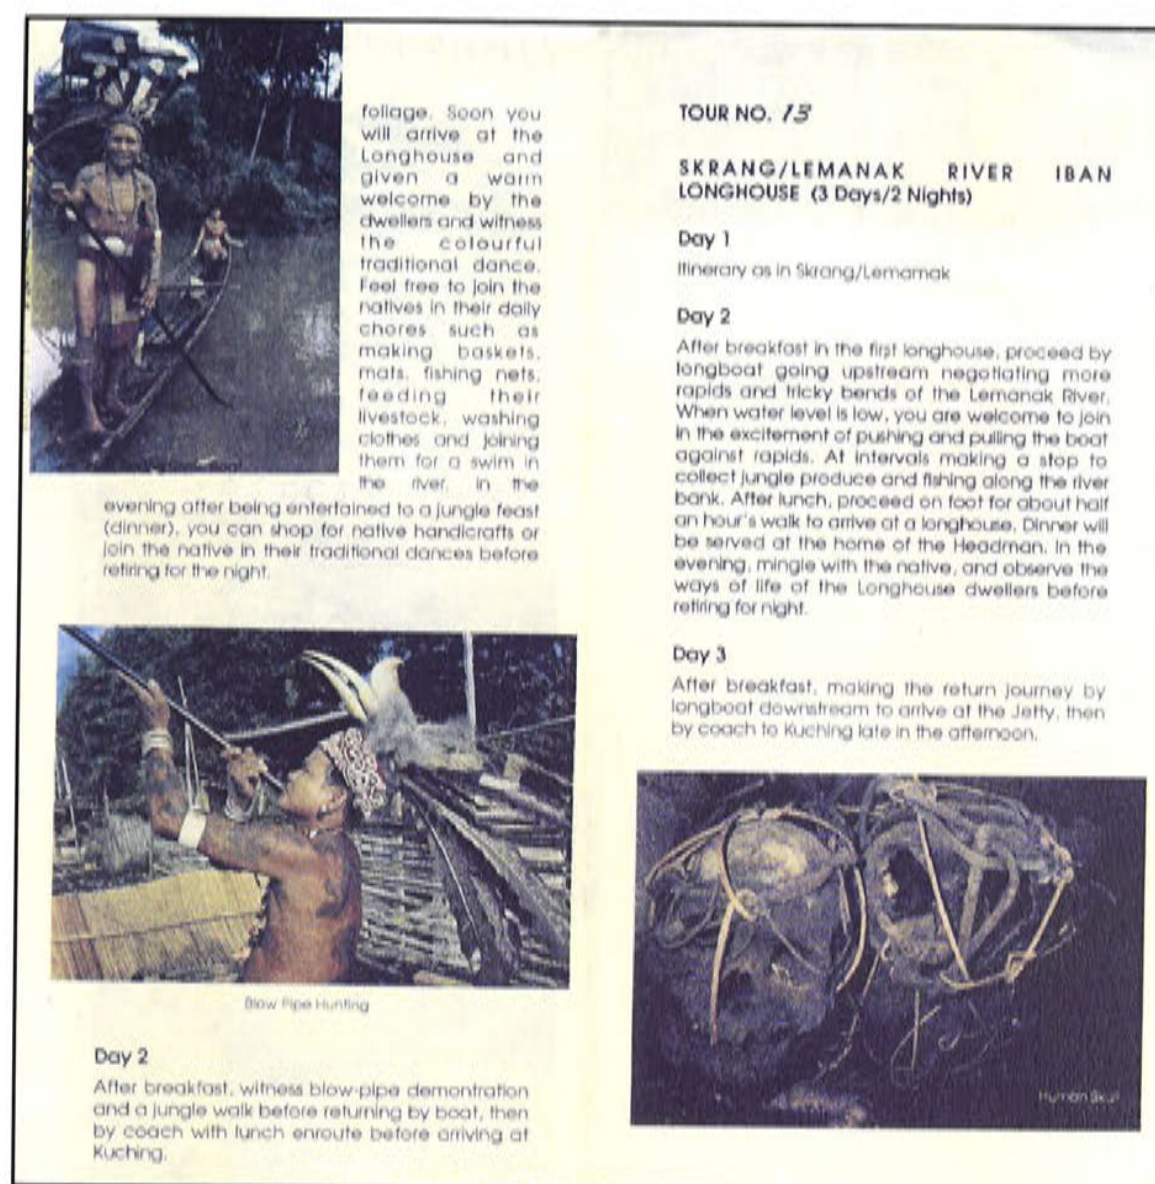 foliage. Soon you
will arrive at the
Longhouse and
given a warm
welcome by the
dwellers and witness
the colourful
traditional dance.
Feel free to join the
natives in their daily
chores such as
making baskets,
mats, fishing nets,
feeding their
livestock, washing
clothes and joining
them for a swim in
the river. In the
evening after being entertained to a jungle feast
(dinner), you can shop for native handicrafts or
join the native in their traditional dances before
retiring for the night.
Blow Pipe Hunting
Day 2
After breakfast, witness blow-pipe demontration
and a jungle walk before returning by boat, then
by coach with lunch enroute before arriving at
Kuching.
TOUR NO. 13
SKRANG/LEMANAK RIVER IBAN
LONGHOUSE (3 Days/2 Nights)
Day 1
Itinerary as in Skrang/Lemamak
Day 2
After breakfast in the first longhouse, proceed by
longboat going upstream negotiating more
rapids and tricky bends of the Lemanak River.
When water level is low, you are welcome to join
in the excitement of pushing and pulling the boat
against rapids. At intervals making a stop to
collect jungle produce and fishing along the river
bank. After lunch, proceed on foot for about half
an hour's walk to arrive at a longhouse. Dinner will
be served at the home of the Headman. In the
evening, mingle with the native, and observe the
ways of life of the Longhouse dwellers before
retiring for night.
Day 3
After breakfast, making the return journey by
longboat downstream to arrive at the Jetty, then
by coach to Kuching late in the afternoon.
Human Skull